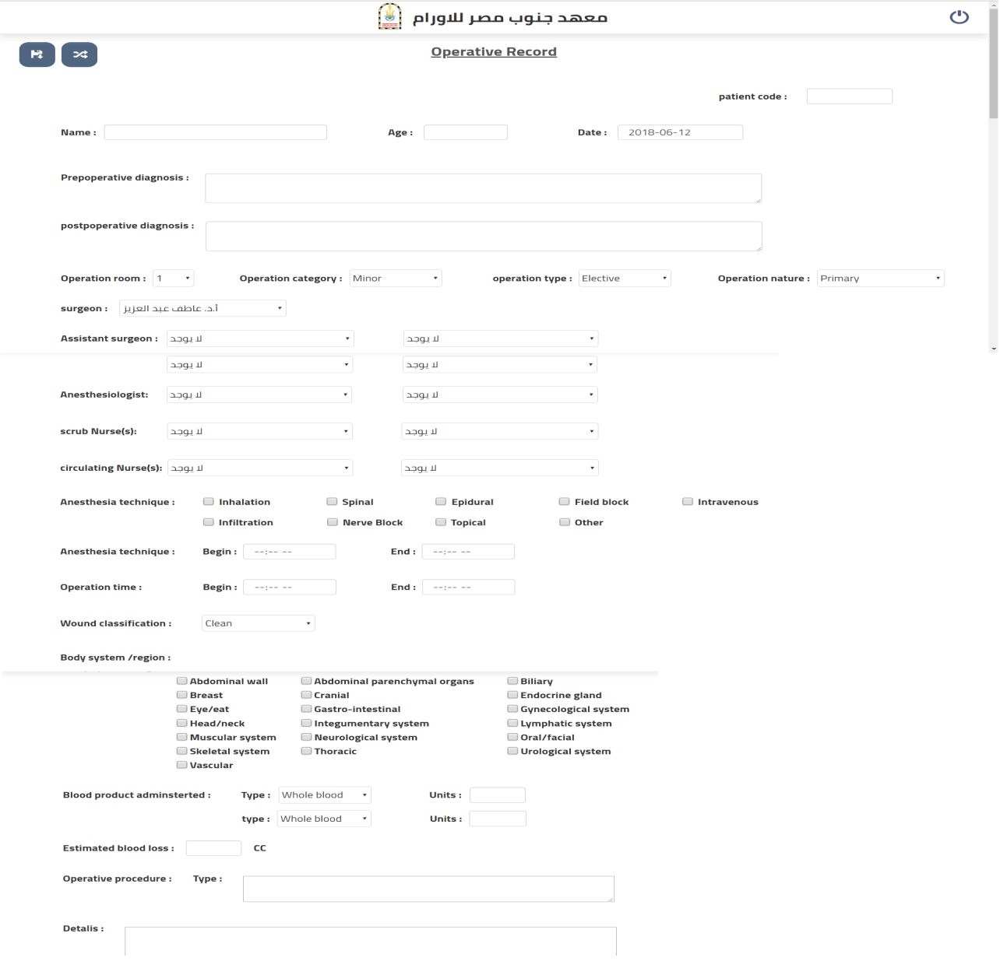 معهد جنوب مصر للاورام
Operative Record
patient code :
Name : Age : Date : 2018-06-12
Prepoperative diagnosis :
postpoperative diagnosis :
Operation room : 1 Operation category : Minor operation type : Elective Operation nature : Primary
surgeon : أ.د. عاطف عبد العزيز
Assistant surgeon : لا يوجد لا يوجد
لا يوجد لا يوجد
Anesthesiologist: لا يوجد لا يوجد
scrub Nurse(s): لا يوجد لا يوجد
circulating Nurse(s): لا يوجد لا يوجد
Anesthesia technique : Inhalation Spinal Epidural Field block Intravenous
Infiltration Nerve Block Topical Other
Anesthesia technique : Begin : --:-- -- End : --:-- --
Operation time : Begin : --:-- -- End : --:-- --
Wound classification : Clean
Body system /region :
Abdominal wall Abdominal parenchymal organs Biliary
Breast Cranial Endocrine gland
Eye/eat Gastro-intestinal Gynecological system
Head/neck Integumentary system Lymphatic system
Muscular system Neurological system Oral/facial
Skeletal system Thoracic Urological system
Vascular
Blood product adminsterted : Type : Whole blood Units :
type : Whole blood Units :
Estimated blood loss : CC
Operative procedure : Type :
Detalis :